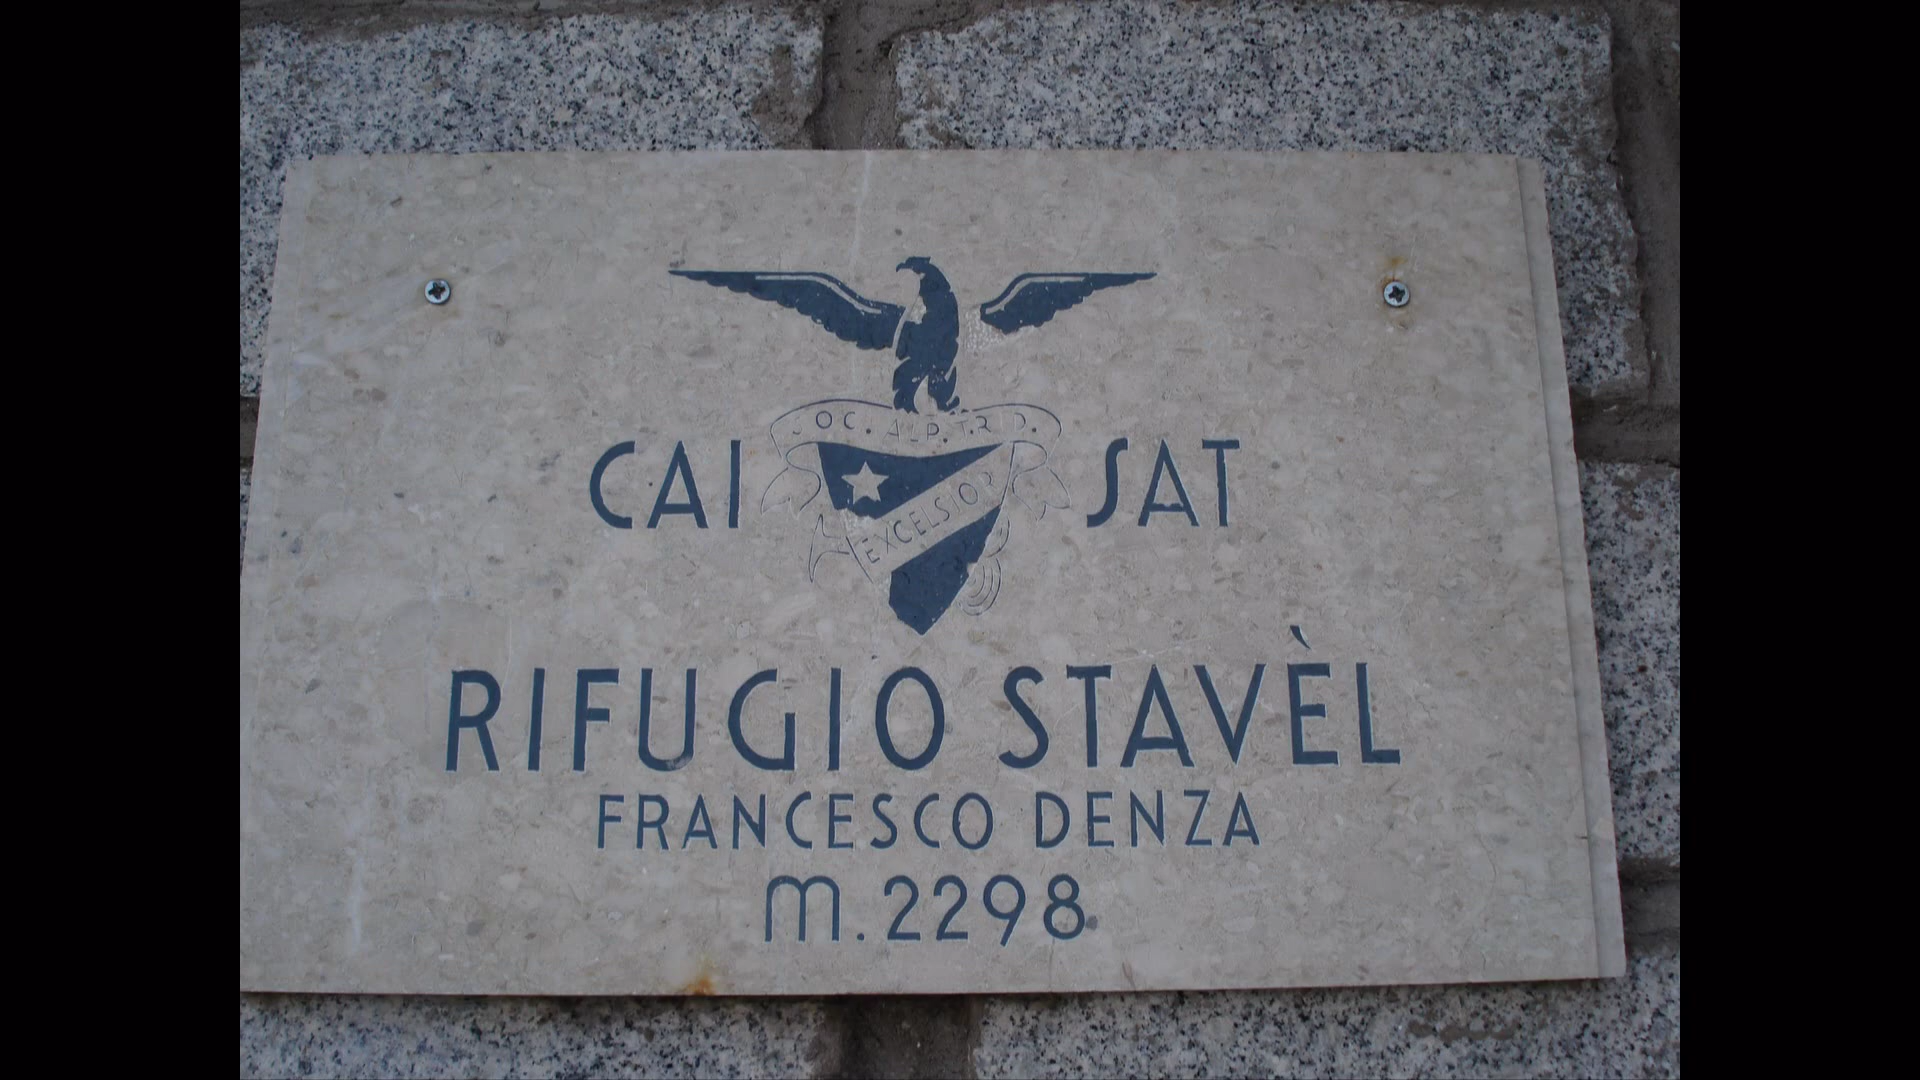 SOC. ALP. TRID.
CAI SAT
EXCELSIOR
RIFUGIO STAVÈL
FRANCESCO DENZA
m. 2298